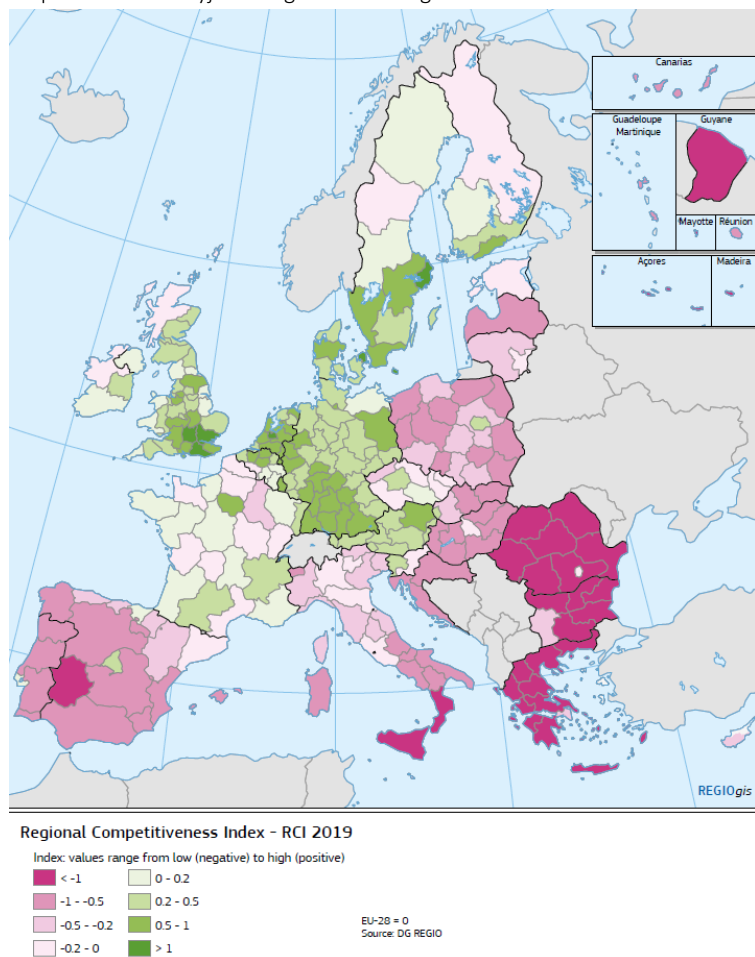 Canarias
Guadeloupe
Martinique
Guyane
Mayotte
Réunion
Açores
Madeira
REGIOgis
Regional Competitiveness Index - RCI 2019
Index: values range from low (negative) to high (positive)
< -1
0 - 0.2
-1 - -0.5
0.2 - 0.5
-0.5 - -0.2
0.5 - 1
-0.2 - 0
> 1
EU-28 = 0
Source: DG REGIO